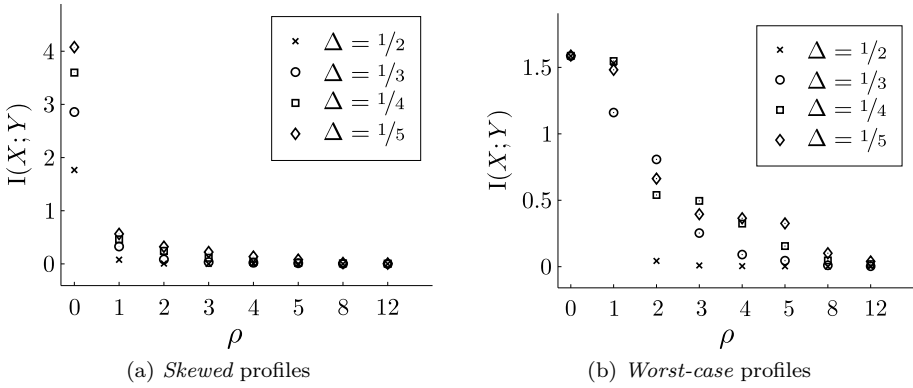 I(X; Y)
4
3
2
1
0
0 1 2 3 4 5 8 12
ρ
Δ = 1/2
Δ = 1/3
Δ = 1/4
Δ = 1/5
(a) Skewed profiles
I(X; Y)
1.5
1
0.5
0
0 1 2 3 4 5 8 12
ρ
Δ = 1/2
Δ = 1/3
Δ = 1/4
Δ = 1/5
(b) Worst-case profiles